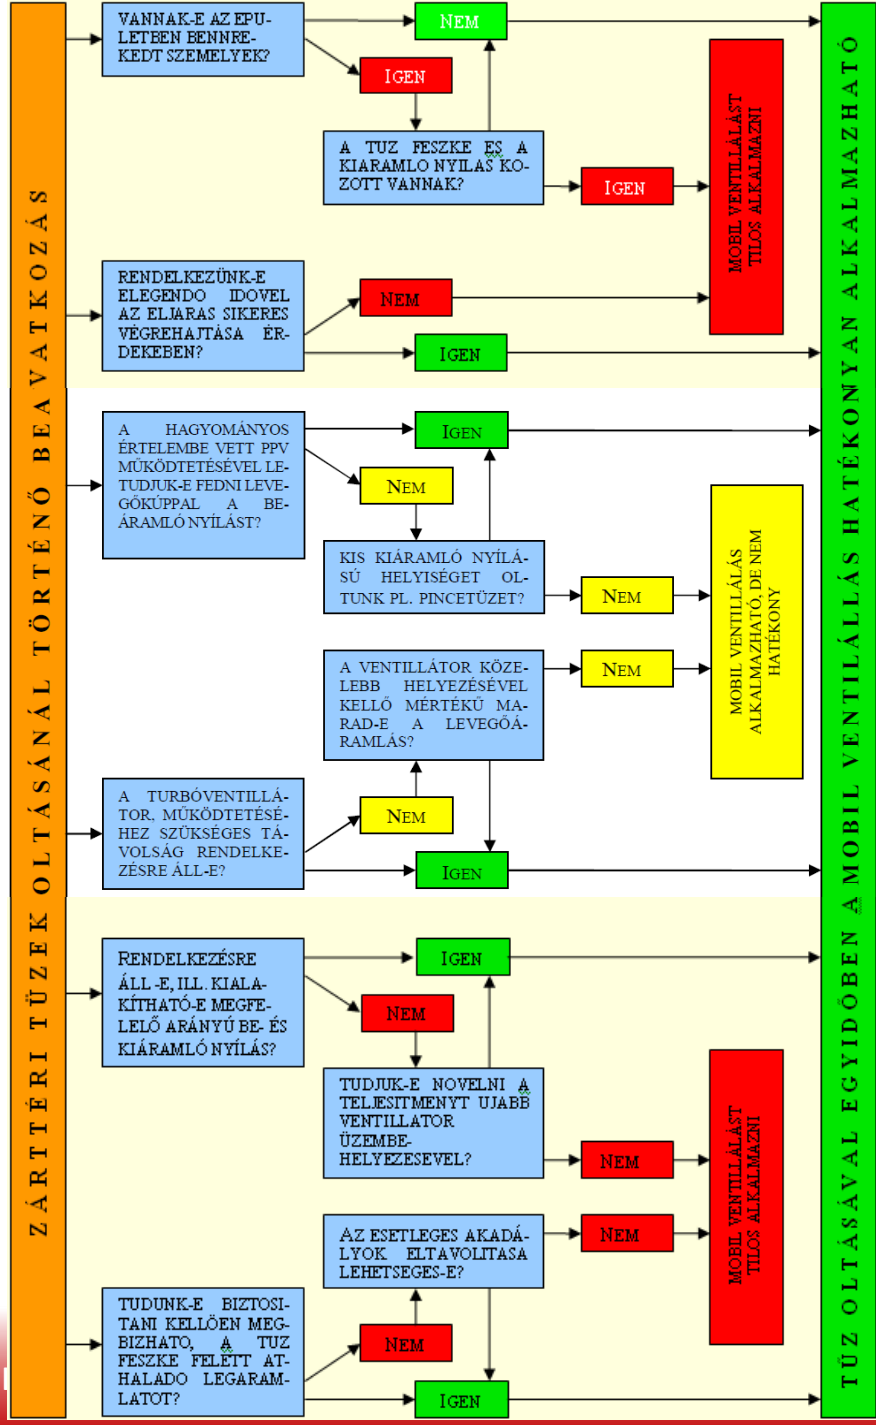 ZÁRTTÉRI TÜZEK OLTÁSÁNÁL TÖRTÉNŐ BEAVATKOZÁS
VANNAK-E AZ EPU-
LETBEN BENNRE-
KEDT SZEMELYEK?
NEM
IGEN
A TUZ FESZKE ES A
KIARAMLO NYILAS KO-
ZOTT VANNAK?
IGEN
MOBIL VENTILLÁLÁST
TILOS ALKALMAZNI
RENDELKEZÜNK-E
ELEGENDO IDOVEL
AZ ELJARAS SIKERES
VÉGREHAJTÁSA ÉR-
DEKEBEN?
NEM
IGEN
A HAGYOMÁNYOS
ÉRTELEMBE VETT PPV
MŰKÖDTETÉSÉVEL LE-
TUDJUK-E FEDNI LEVE-
GŐKÚPPAL A BE-
ÁRAMLÓ NYÍLÁST?
IGEN
NEM
KIS KIÁRAMLÓ NYÍLÁ-
SÚ HELYISÉGET OL-
TUNK PL. PINCETÜZET?
NEM
MOBIL VENTILLÁLÁS
ALKALMAZHATÓ, DE NEM
HATÉKONY
A VENTILLÁTOR KÖZE-
LEBB HELYEZÉSÉVEL
KELLŐ MÉRTÉKŰ MA-
RAD-E A LEVEGŐÁ-
RAMLÁS?
NEM
A TURBÓVENTILLÁ-
TOR, MŰKÖDTETÉSÉ-
HEZ SZÜKSÉGES TÁ-
VOLSÁG RENDELKE-
ZÉSRE ÁLL-E?
NEM
IGEN
RENDELKEZÉSRE
ÁLL -E, ILL. KIALA-
KÍTHATÓ-E MEGFE-
LELŐ ARÁNYÚ BE- ÉS
KIÁRAMLÓ NYÍLÁS?
IGEN
NEM
TUDJUK-E NOVELNI A
TELJESITMENYT UJABB
VENTILLATOR
ÜZEMBE-
HELYEZESEVEL?
NEM
MOBIL VENTILLÁLÁST
TILOS ALKALMAZNI
AZ ESETLEGES AKADÁ-
LYOK ELTAVOLITASA
LEHETSEGES-E?
NEM
TUDUNK-E BIZTOSI-
TANI KELLÖEN MEG-
BIZHATO, A TUZ
FESZKE FELETT AT-
HALADO LEGARAM-
LATOT?
NEM
IGEN
TŰZ OLTÁSÁVAL EGYIDŐBEN A MOBIL VENTILÁLLÁS HATÉKONYAN ALKALMAZHATÓ